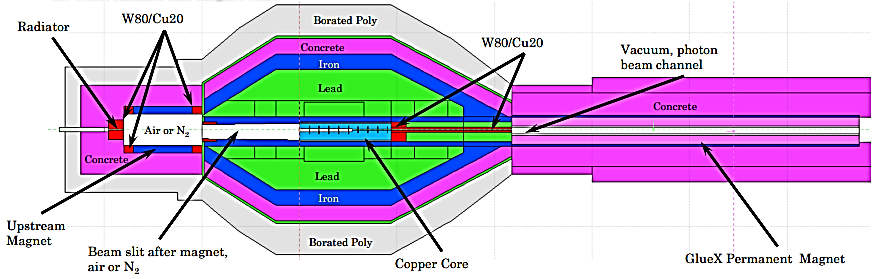 W80/Cu20
Radiator
Borated Poly
Concrete
W80/Cu20
Vacuum, photon
beam channel
Iron
Lead
Concrete
Air or N₂
Concrete
Lead
Iron
Upstream
Magnet
Borated Poly
Beam slit after magnet,
air or N₂
Copper Core
GlueX Permanent Magnet